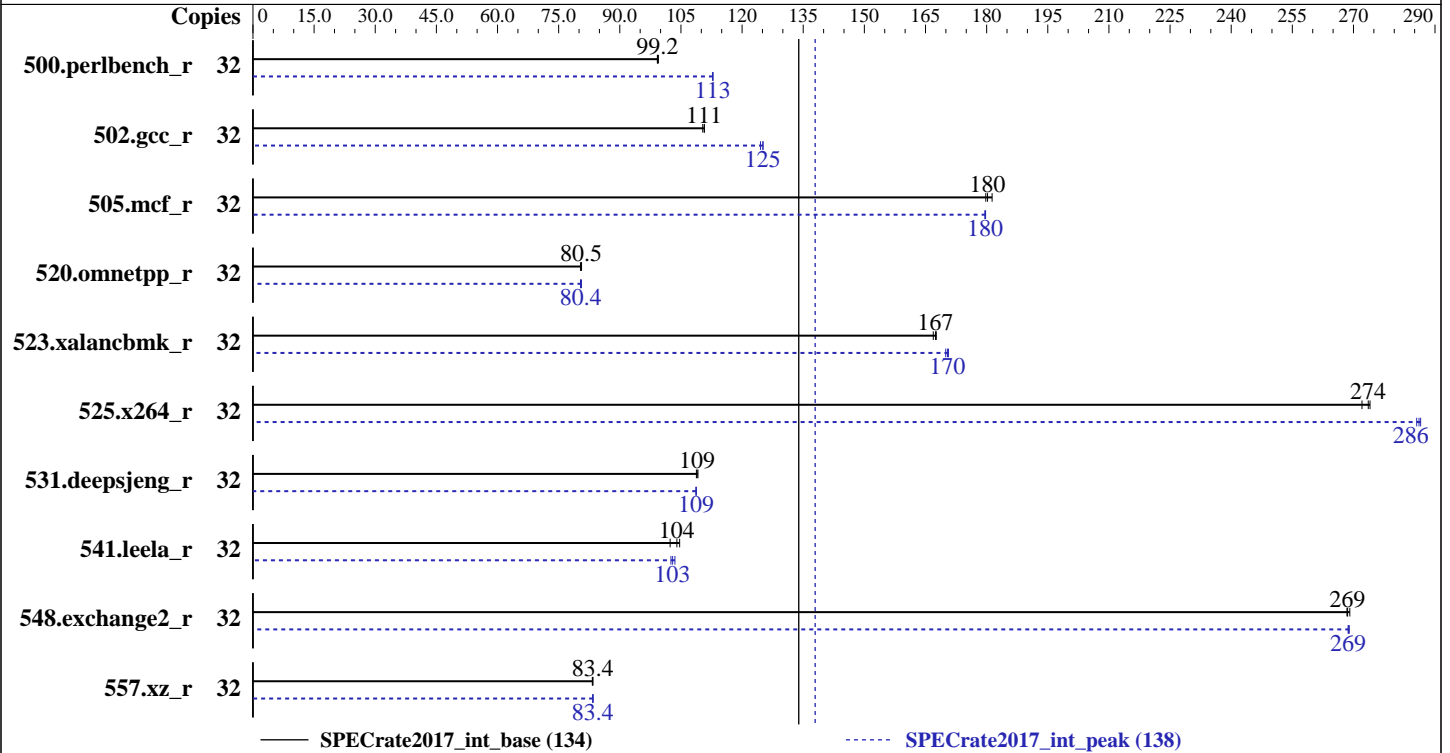 Copies 0 15.0 30.0 45.0 60.0 75.0 90.0 105 120 135 150 165 180 195 210 225 240 255 270 290
500.perlbench_r 32 99.2
113
502.gcc_r 32 111
125
505.mcf_r 32 180
180
520.omnetpp_r 32 80.5
80.4
523.xalancbmk_r 32 167
170
525.x264_r 32 274
286
531.deepsjeng_r 32 109
109
541.leela_r 32 104
103
548.exchange2_r 32 269
269
557.xz_r 32 83.4
83.4
SPECrate2017_int_base (134) SPECrate2017_int_peak (138)